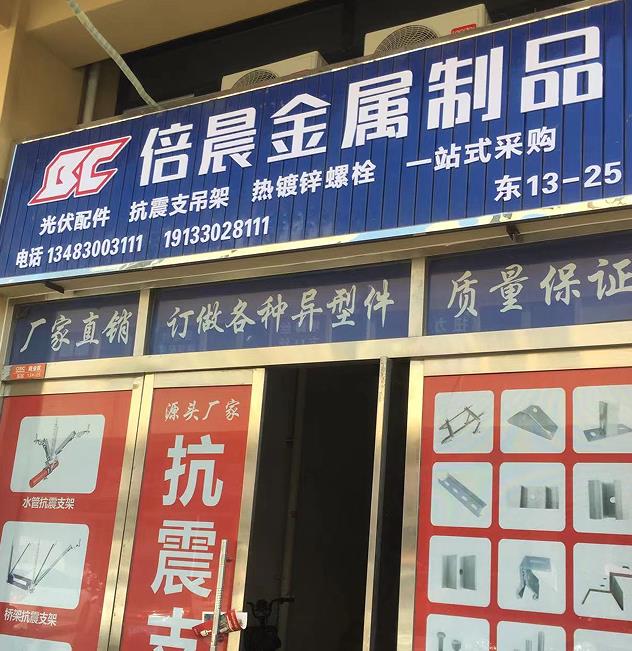 BC 倍晨金属制品
光伏配件 抗震支吊架 热镀锌螺栓 一站式采购
电话 13483003111 19133028111 东13-25
厂家直销 订做各种异型件 质量保证
源头厂家
抗震支
水管抗震支架
桥架抗震支架